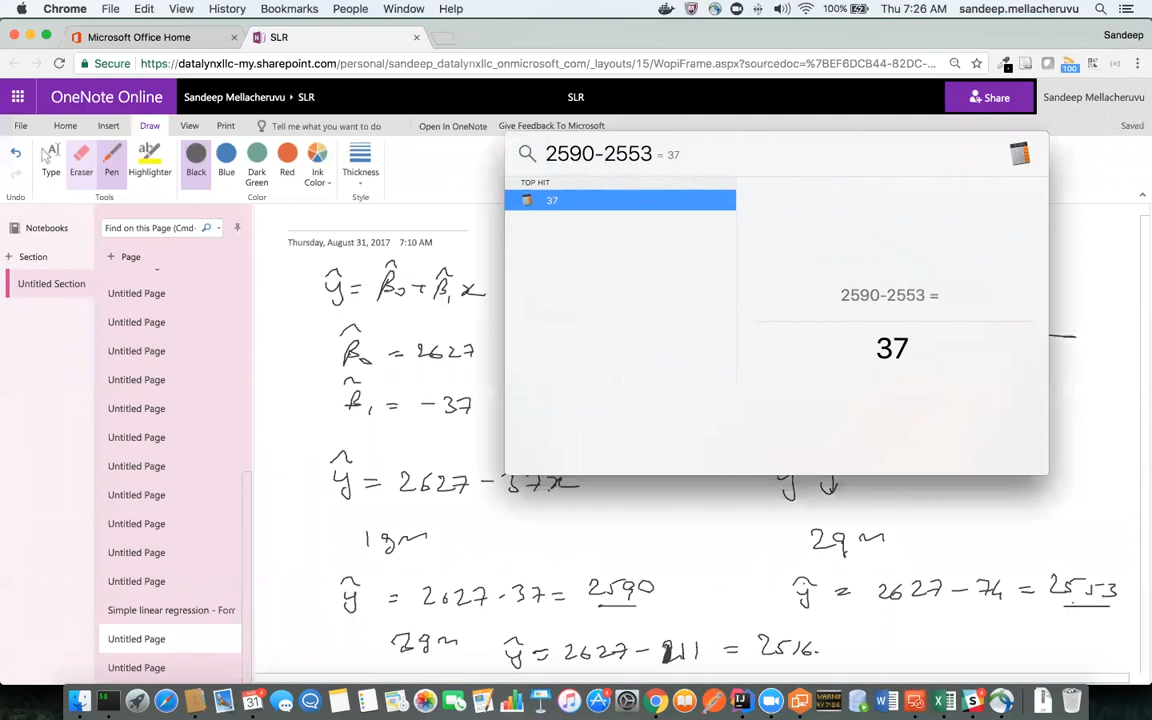 Chrome File Edit View History Bookmarks People Window Help 100% Thu 7:26 AM sandeep.mellacheruvu
Microsoft Office Home × SLR × Sandeep
Secure https://datalynxllc-my.sharepoint.com/personal/sandeep_datalynxllc_onmicrosoft_com/_layouts/15/WopiFrame.aspx?sourcedoc=%7BEF6DCB44-82DC-... 100
OneNote Online Sandeep Mellacheruvu ▸ SLR SLR Share Sandeep Mellacheruvu
File Home Insert Draw View Print Tell me what you want to do Open In OneNote Give Feedback To Microsoft Saved
Type Eraser Pen Highlighter Black Blue Dark Green Red Ink Color Thickness
Undo Tools Color Style
2590-2553 = 37
TOP HIT
37
2590-2553 =
37
Notebooks
Find on this Page (Cmd
+ Section
+ Page
Untitled Section
Untitled Page
Untitled Page
Untitled Page
Untitled Page
Untitled Page
Untitled Page
Untitled Page
Untitled Page
Untitled Page
Untitled Page
Untitled Page
Simple linear regression - Forr
Untitled Page
Untitled Page
Thursday, August 31, 2017 7:10 AM
ŷ = β̂₀ + β̂₁ x
β̂₀ = 2627
β̂₁ = -37
ŷ = 2627 - 37x
y ↓
1gm
2gm
ŷ = 2627 - 37 = 2590
ŷ = 2627 - 74 = 2553
3gm ŷ = 2627 - 111 = 2516.